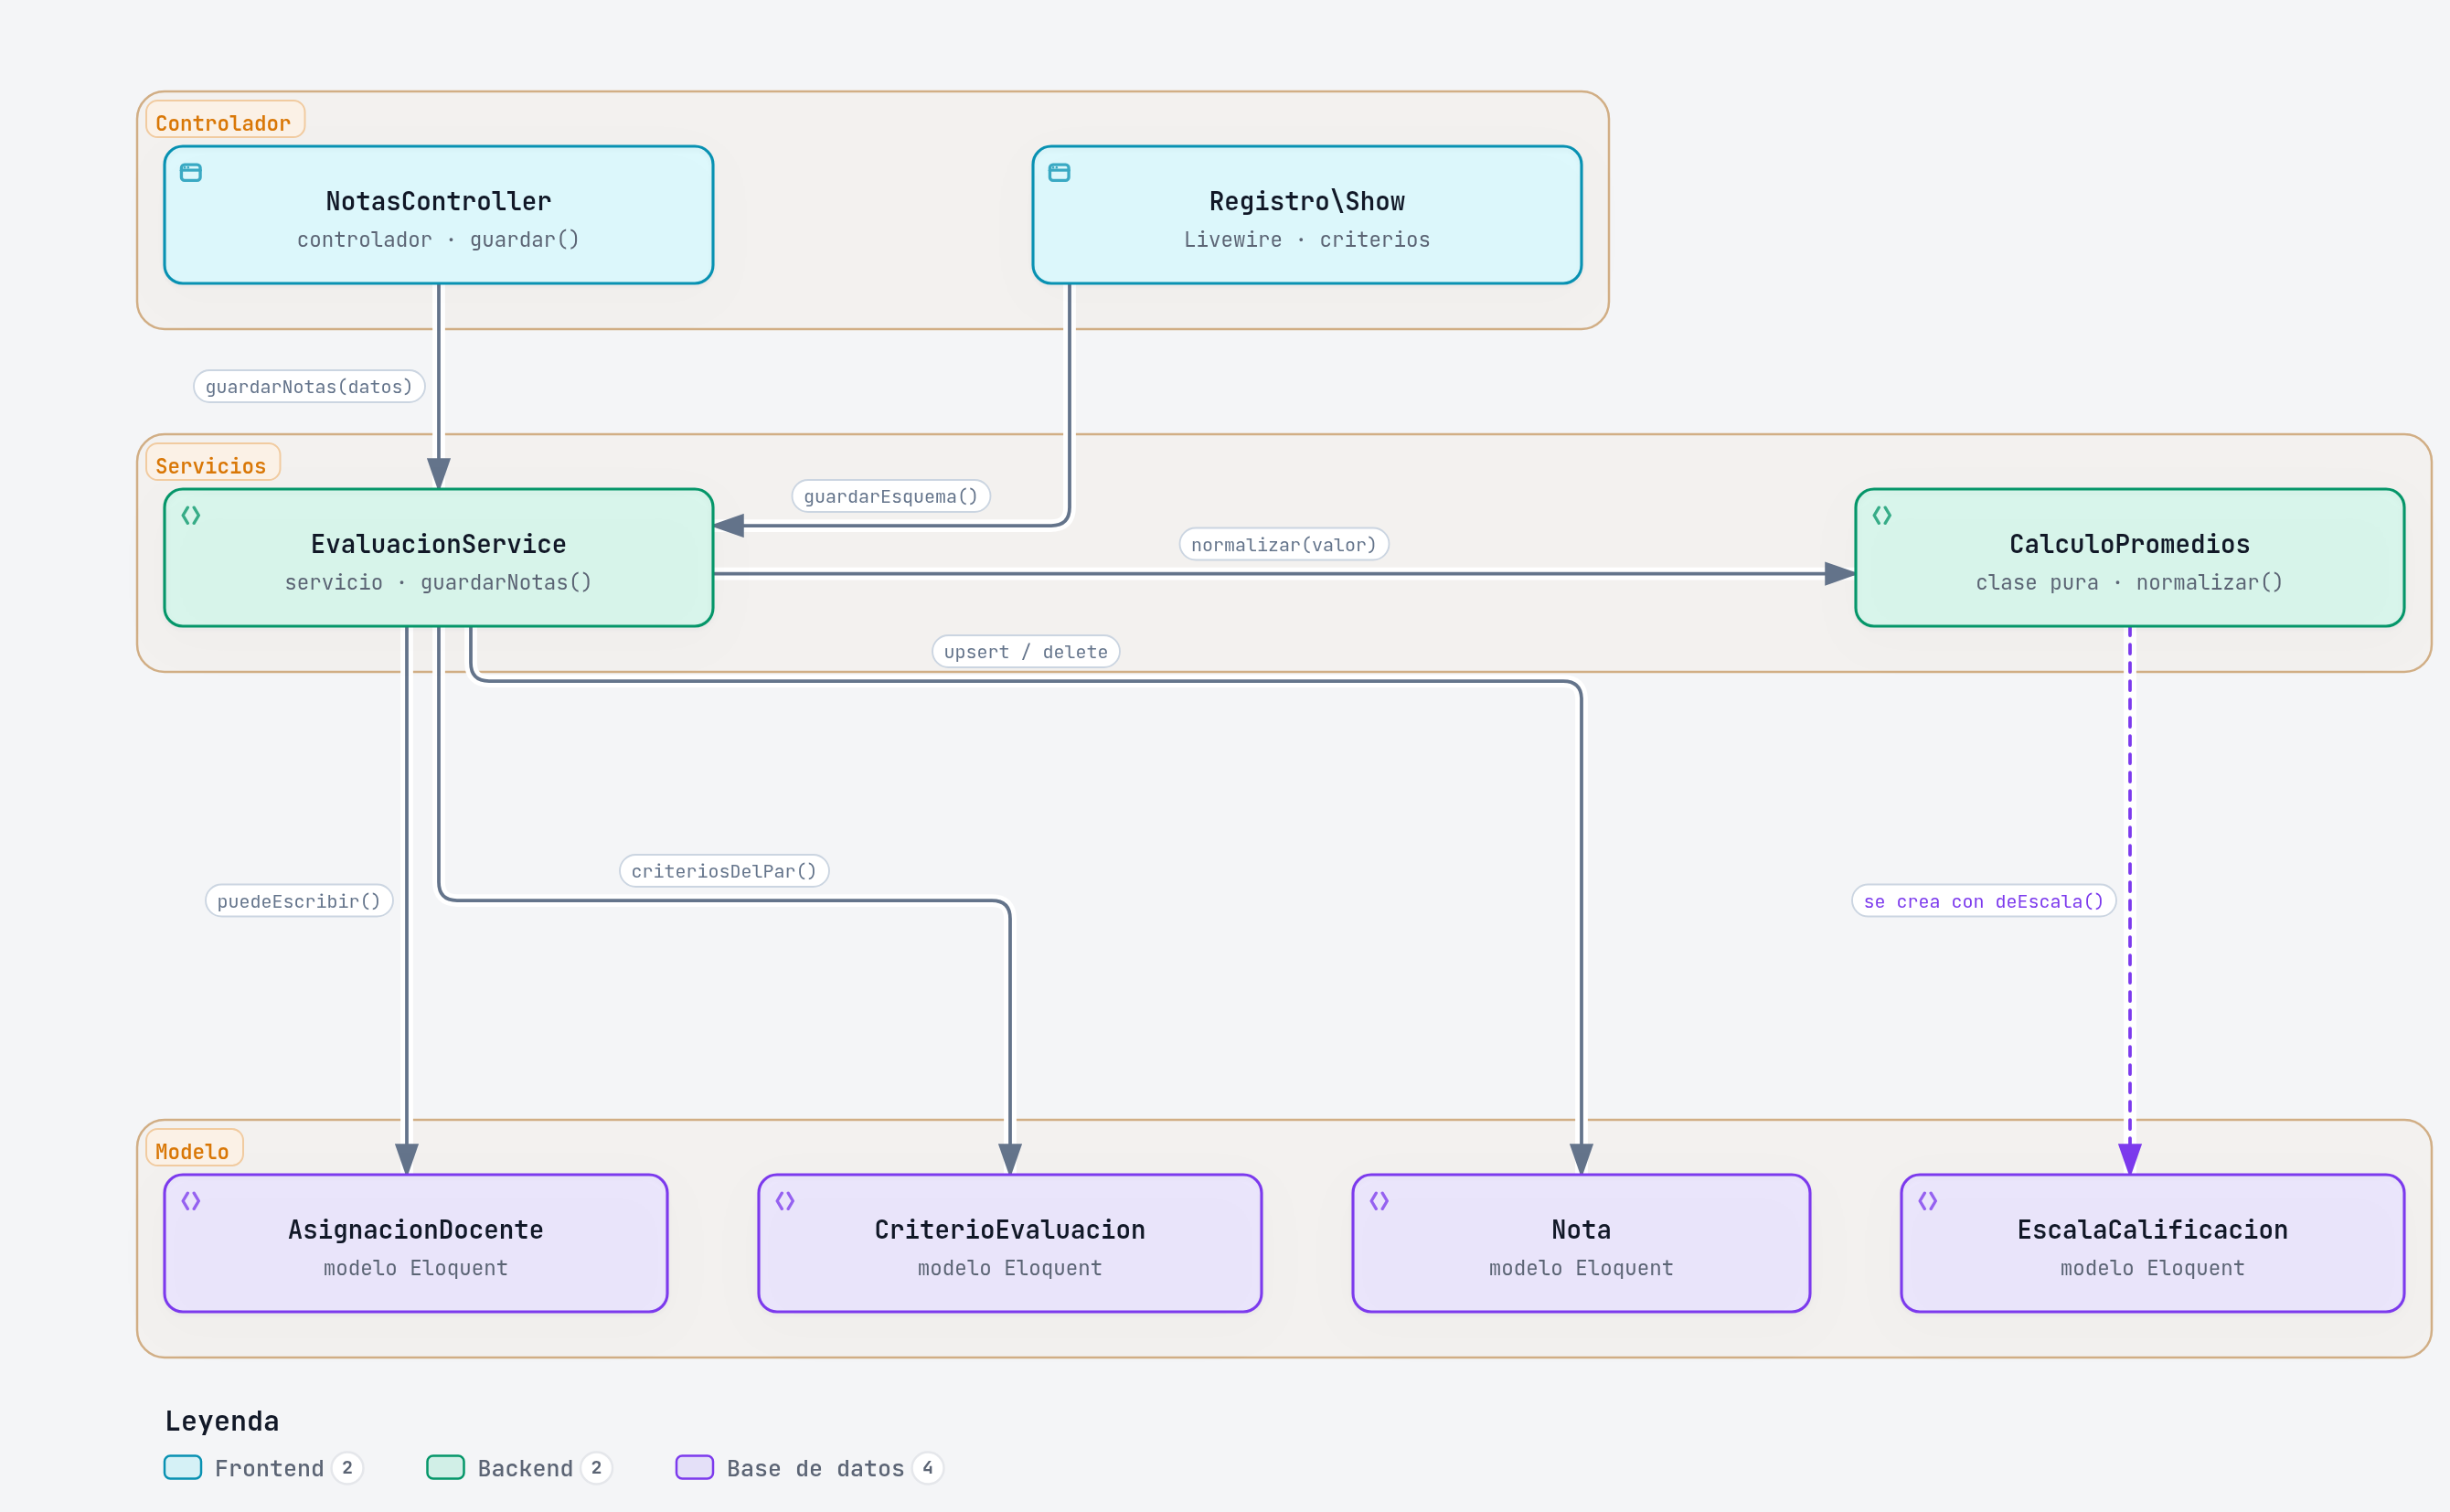 Controlador
NotasController
controlador · guardar()
Registro\Show
Livewire · criterios
guardarNotas(datos)
Servicios
guardarEsquema()
EvaluacionService
servicio · guardarNotas()
normalizar(valor)
CalculoPromedios
clase pura · normalizar()
upsert / delete
criteriosDelPar()
puedeEscribir()
se crea con deEscala()
Modelo
AsignacionDocente
modelo Eloquent
CriterioEvaluacion
modelo Eloquent
Nota
modelo Eloquent
EscalaCalificacion
modelo Eloquent
Leyenda
Frontend 2
Backend 2
Base de datos 4